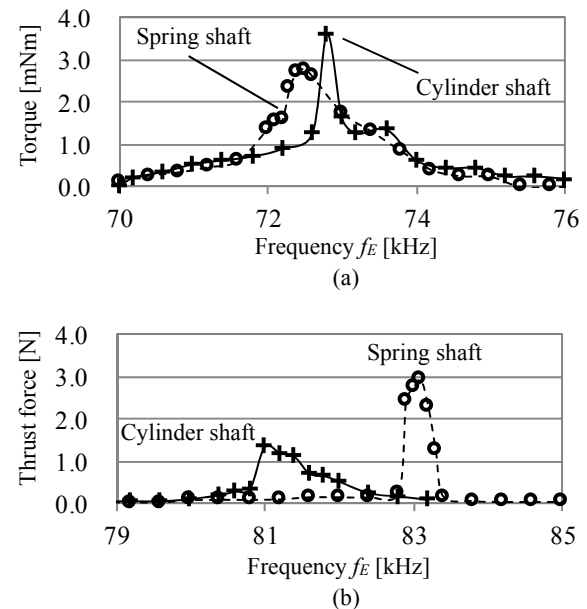 4.0
3.0
2.0
1.0
0.0
Torque [mNm]
Spring shaft
Cylinder shaft
70 72 74 76
Frequency fE [kHz]
(a)
4.0
3.0
2.0
1.0
0.0
Thrust force [N]
Spring shaft
Cylinder shaft
79 81 83 85
Frequency fE [kHz]
(b)